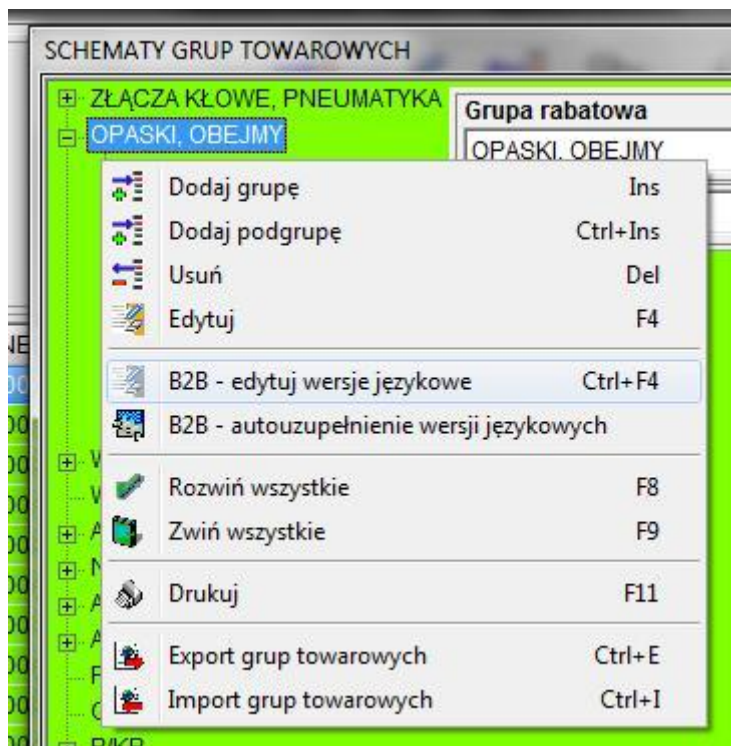 SCHEMATY GRUP TOWAROWYCH
ZŁĄCZA KŁOWE, PNEUMATYKA
Grupa rabatowa
OPASKI, OBEJMY
OPASKI, OBEJMY
Dodaj grupę Ins
Dodaj podgrupę Ctrl+Ins
Usuń Del
Edytuj F4
B2B - edytuj wersje językowe Ctrl+F4
B2B - autouzupełnienie wersji językowych
Rozwiń wszystkie F8
Zwiń wszystkie F9
Drukuj F11
Export grup towarowych Ctrl+E
Import grup towarowych Ctrl+I